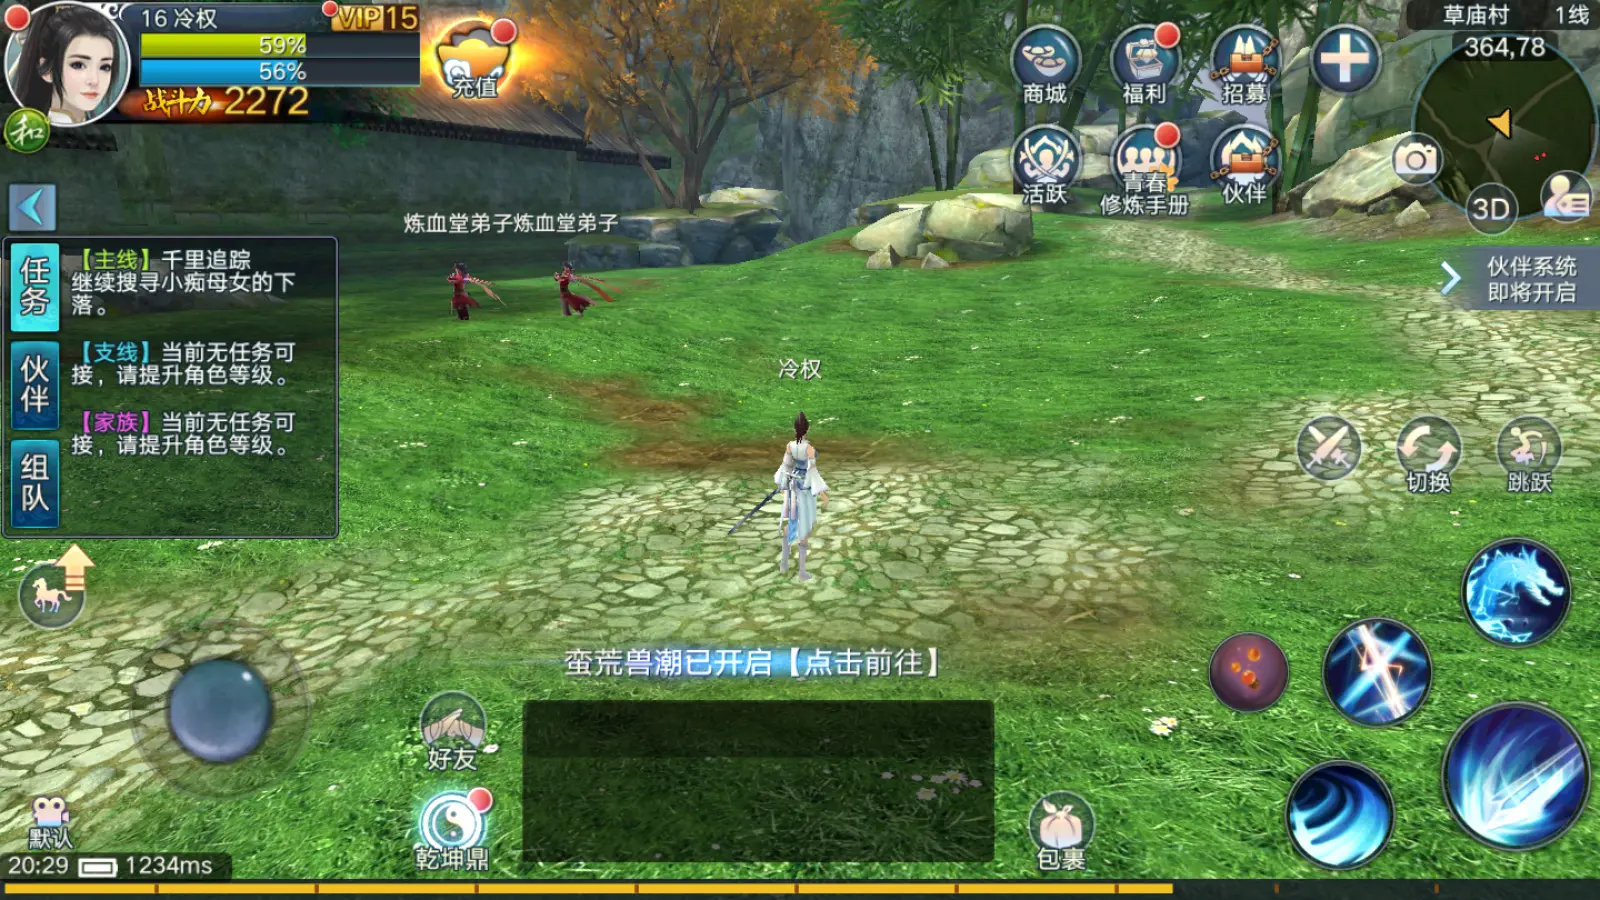 16 冷权
VIP15
59%
56%
战斗力 2272
和
充值
商城
福利
招募
活跃
青春
修炼手册
伙伴
草庙村 1线
364,78
3D
伙伴系统
即将开启
任务
【主线】千里追踪
继续搜寻小痴母女的下
落。
伙伴
【支线】当前无任务可
接，请提升角色等级。
组队
【家族】当前无任务可
接，请提升角色等级。
炼血堂弟子炼血堂弟子
冷权
切换
跳跃
蛮荒兽潮已开启【点击前往】
好友
乾坤鼎
包裹
默认
20:29 1234ms